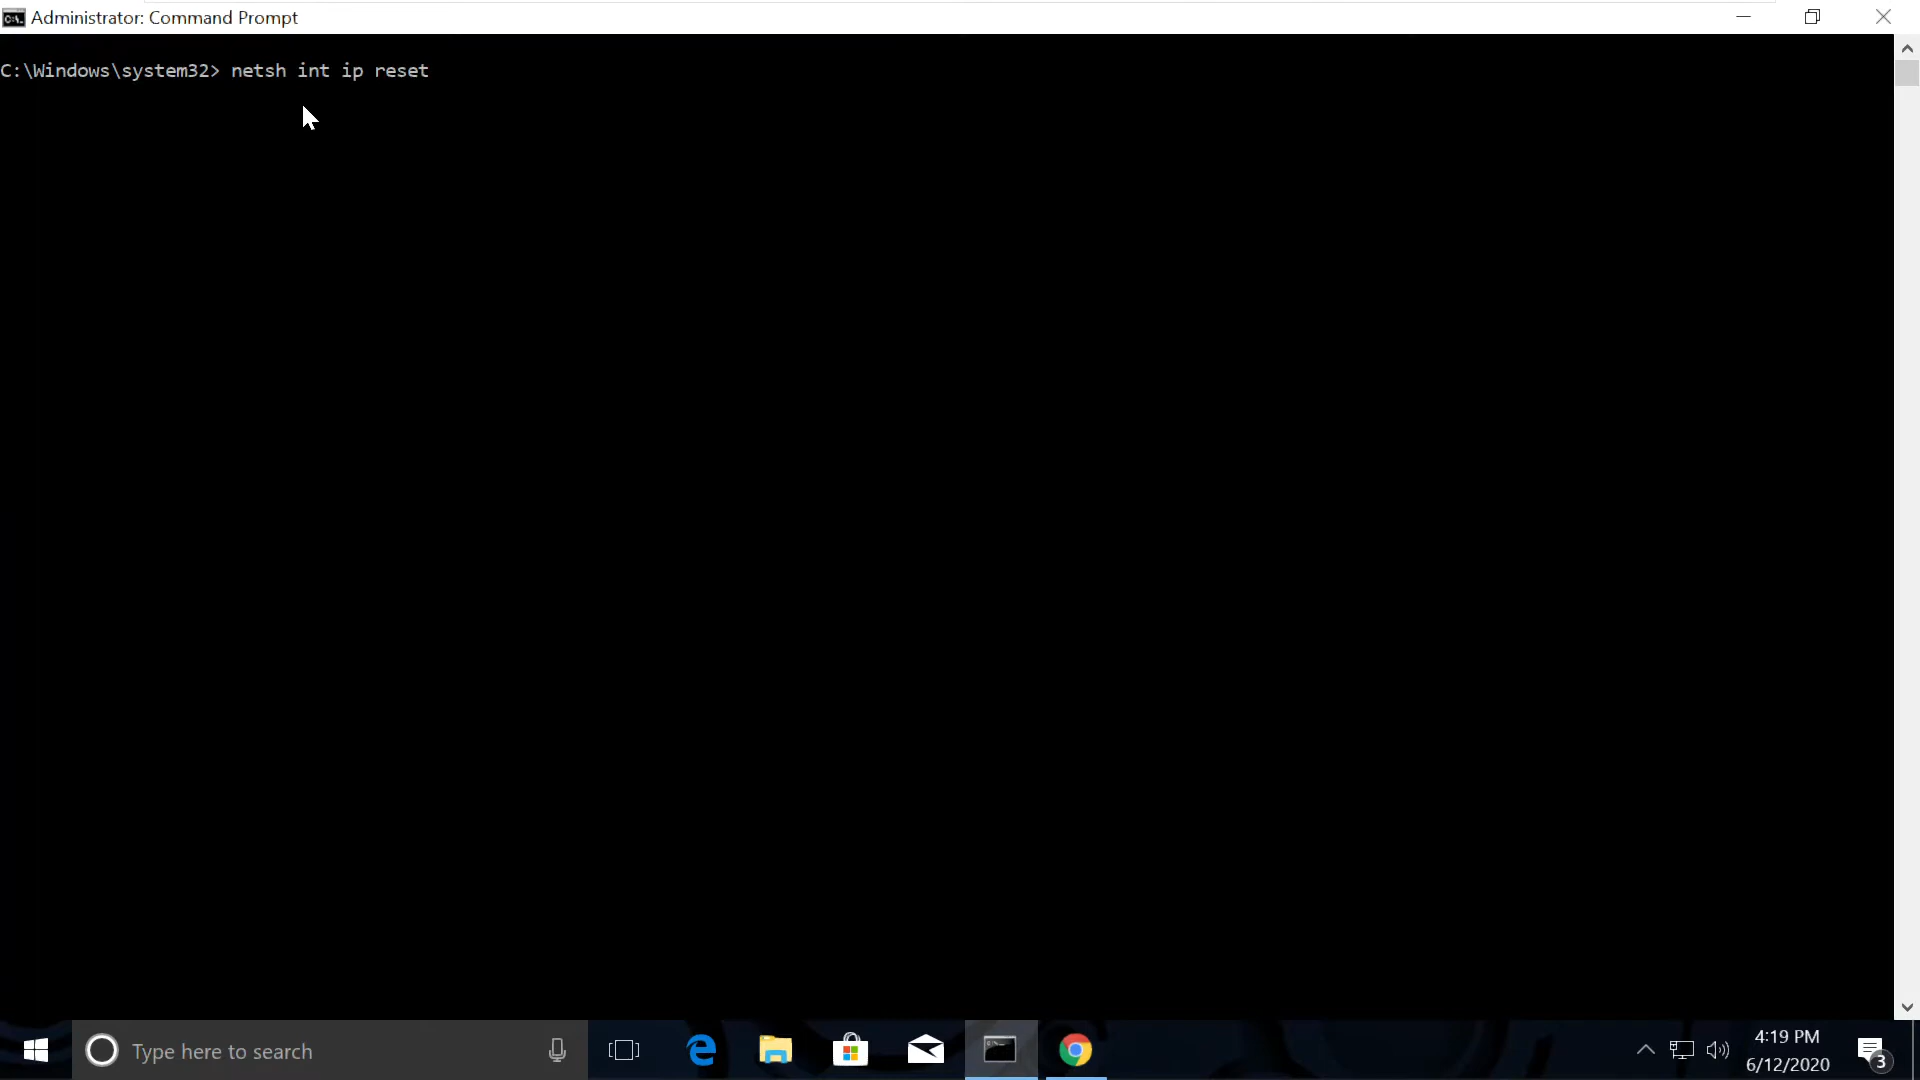 Administrator: Command Prompt
C:\Windows\system32> netsh int ip reset
Type here to search
4:19 PM
6/12/2020
3